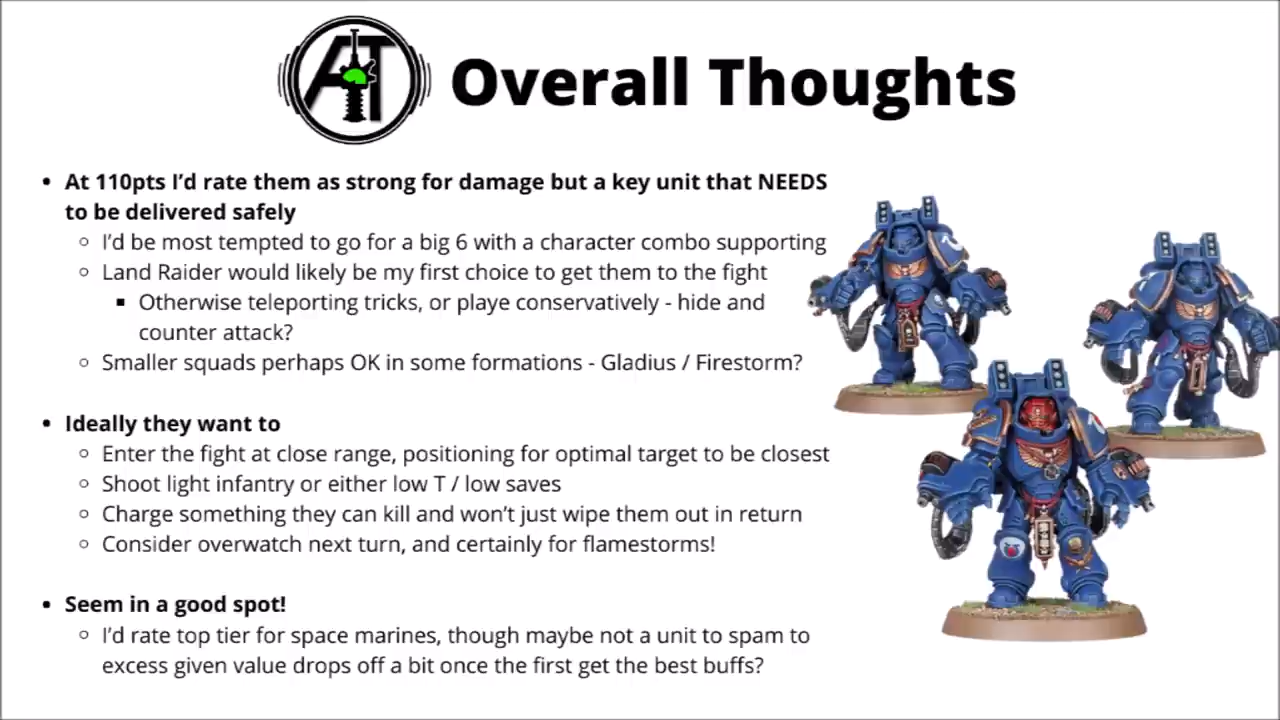 AT
Overall Thoughts
• At 110pts I'd rate them as strong for damage but a key unit that NEEDS
to be delivered safely
◦ I'd be most tempted to go for a big 6 with a character combo supporting
◦ Land Raider would likely be my first choice to get them to the fight
▪ Otherwise teleporting tricks, or playe conservatively - hide and
counter attack?
◦ Smaller squads perhaps OK in some formations - Gladius / Firestorm?
• Ideally they want to
◦ Enter the fight at close range, positioning for optimal target to be closest
◦ Shoot light infantry or either low T / low saves
◦ Charge something they can kill and won't just wipe them out in return
◦ Consider overwatch next turn, and certainly for flamestorms!
• Seem in a good spot!
◦ I'd rate top tier for space marines, though maybe not a unit to spam to
excess given value drops off a bit once the first get the best buffs?